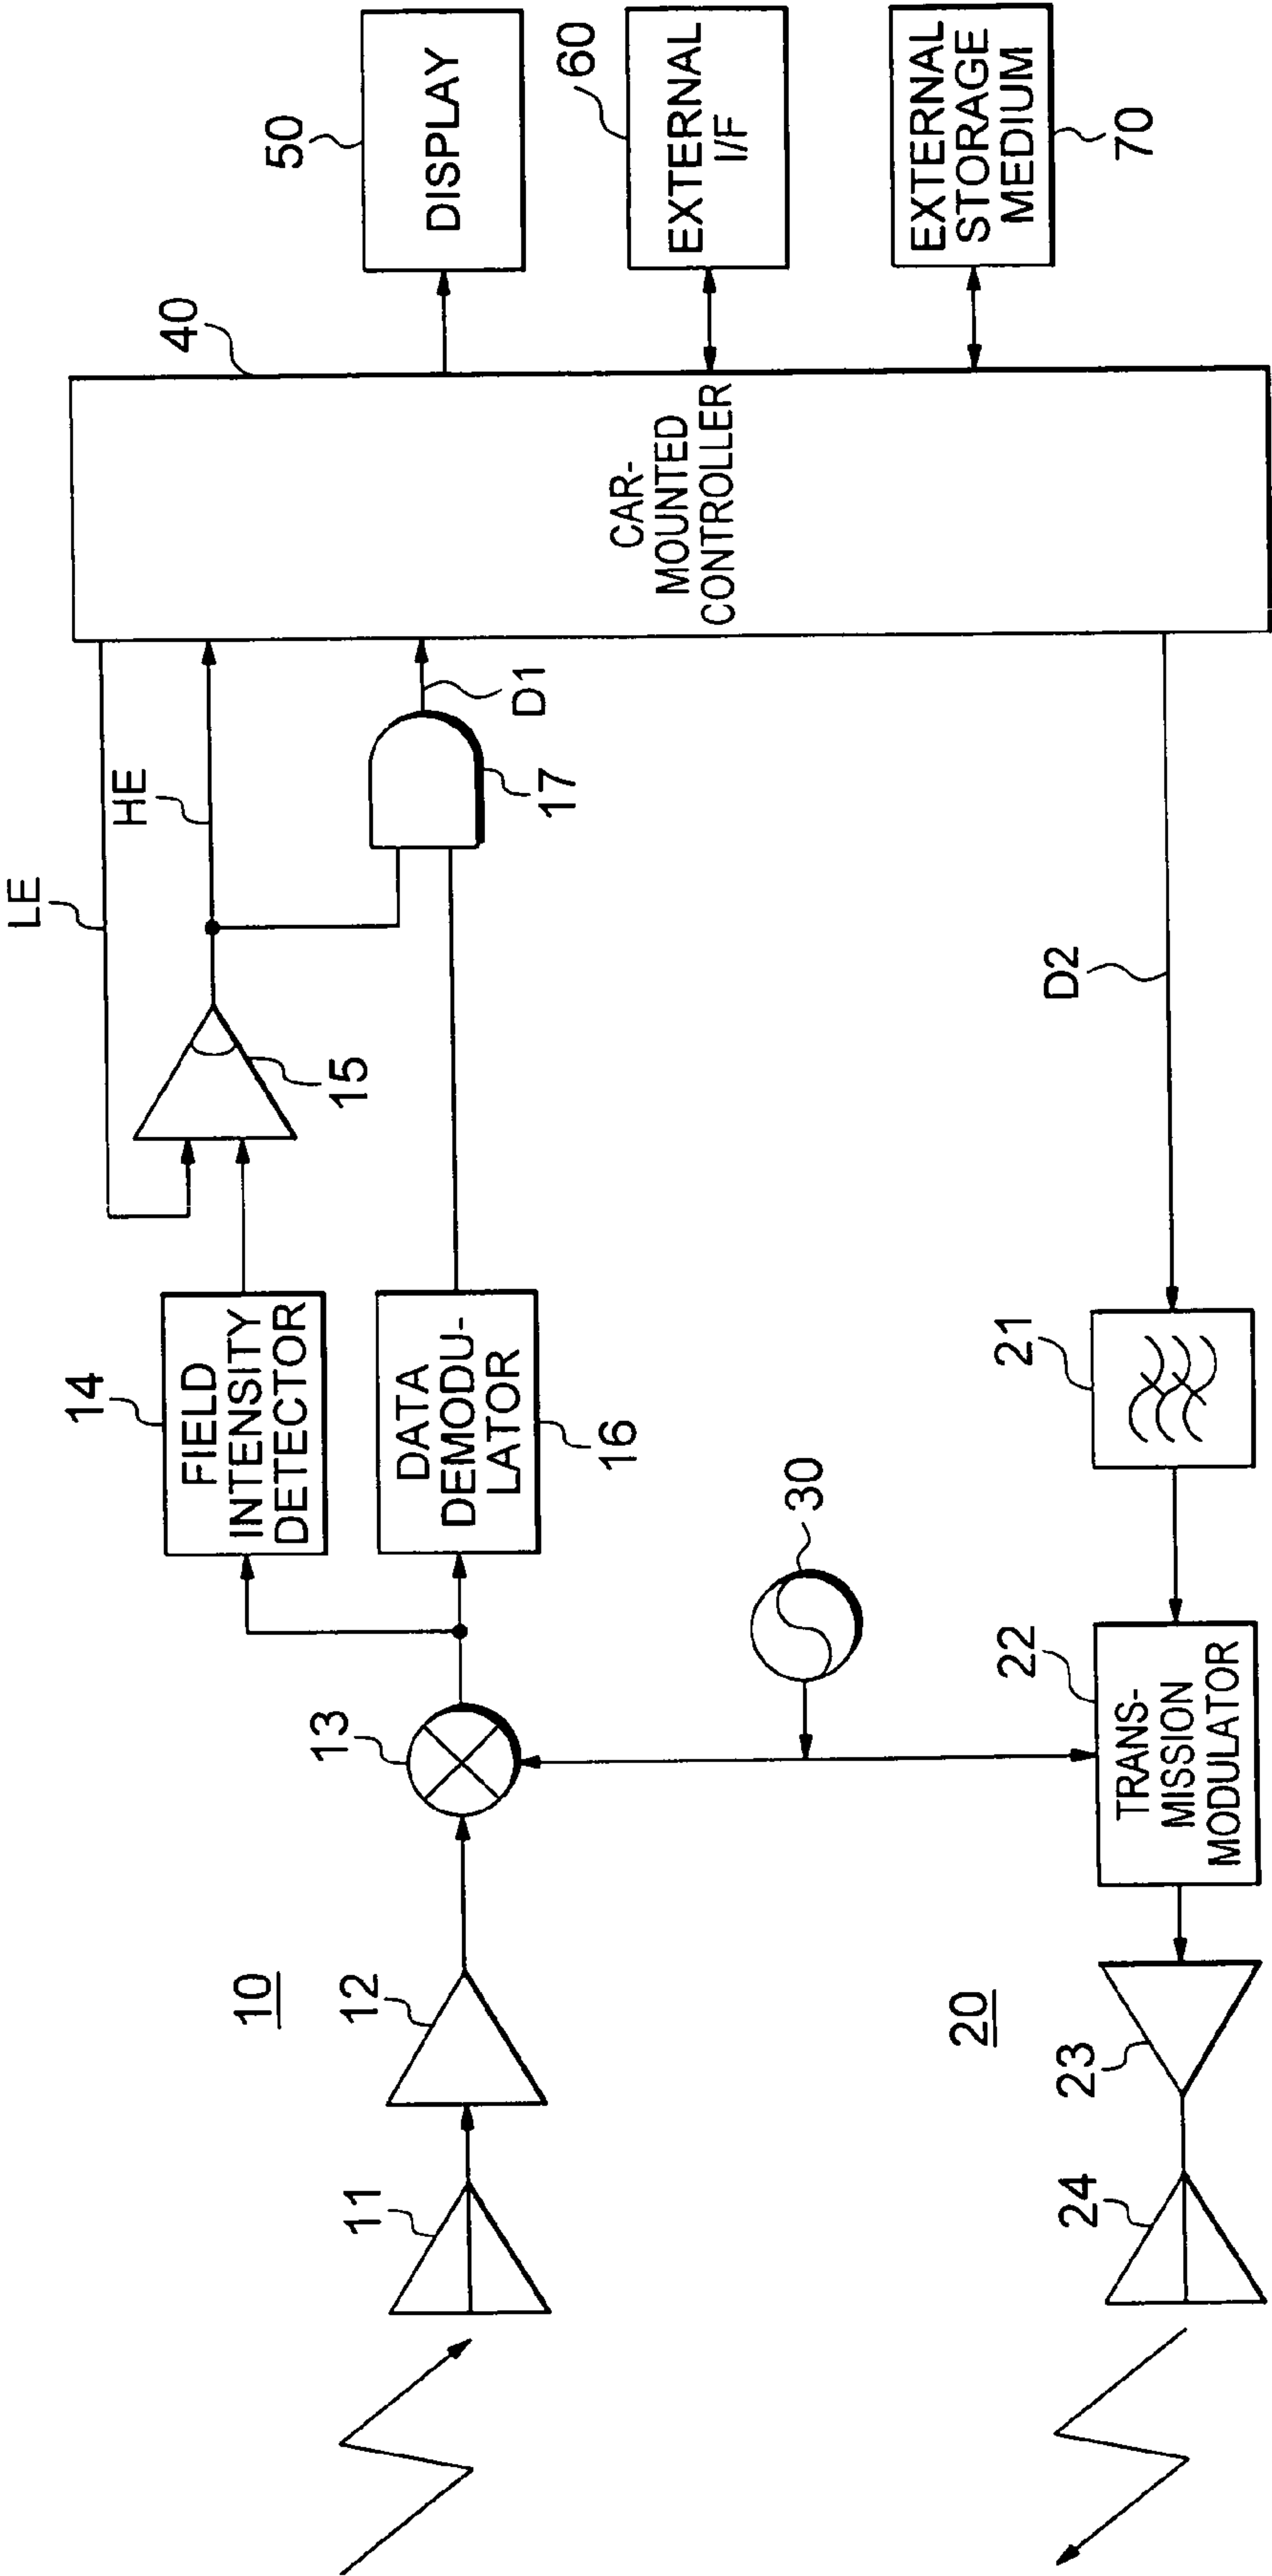 10
11
12
13
14
FIELD
INTENSITY
DETECTOR
DATA
DEMODU-
LATOR
16
15
LE
HE
17
D1
40
CAR-
MOUNTED
CONTROLLER
50
DISPLAY
60
EXTERNAL
I/F
EXTERNAL
STORAGE
MEDIUM
70
30
20
24
23
22
TRANS-
MISSION
MODULATOR
21
D2